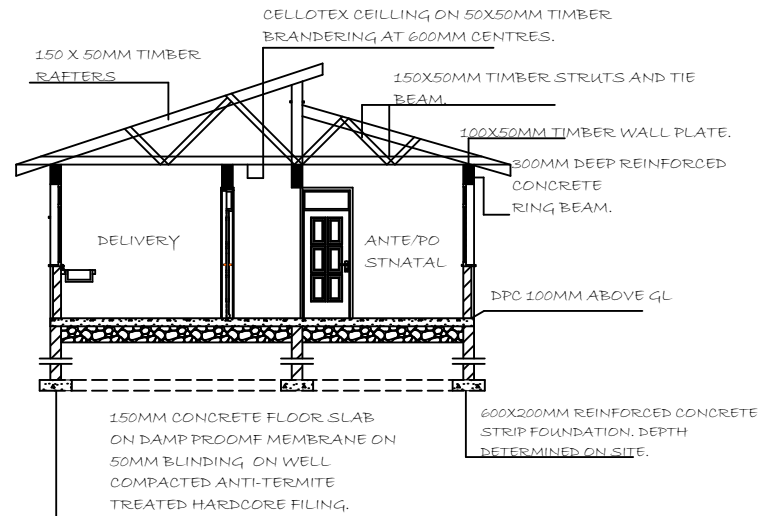 CELLOTEX CEILLING ON 50X50MM TIMBER
BRANDERING AT 600MM CENTRES.
150 X 50MM TIMBER
RAFTERS
150X50MM TIMBER STRUTS AND TIE
BEAM.
100X50MM TIMBER WALL PLATE.
300MM DEEP REINFORCED
CONCRETE
RING BEAM.
DELIVERY
ANTE/PO
STNATAL
DPC 100MM ABOVE GL
150MM CONCRETE FLOOR SLAB
ON DAMP PROOMF MEMBRANE ON
50MM BLINDING ON WELL
COMPACTED ANTI-TERMITE
TREATED HARDCORE FILING.
600X200MM REINFORCED CONCRETE
STRIP FOUNDATION. DEPTH
DETERMINED ON SITE.